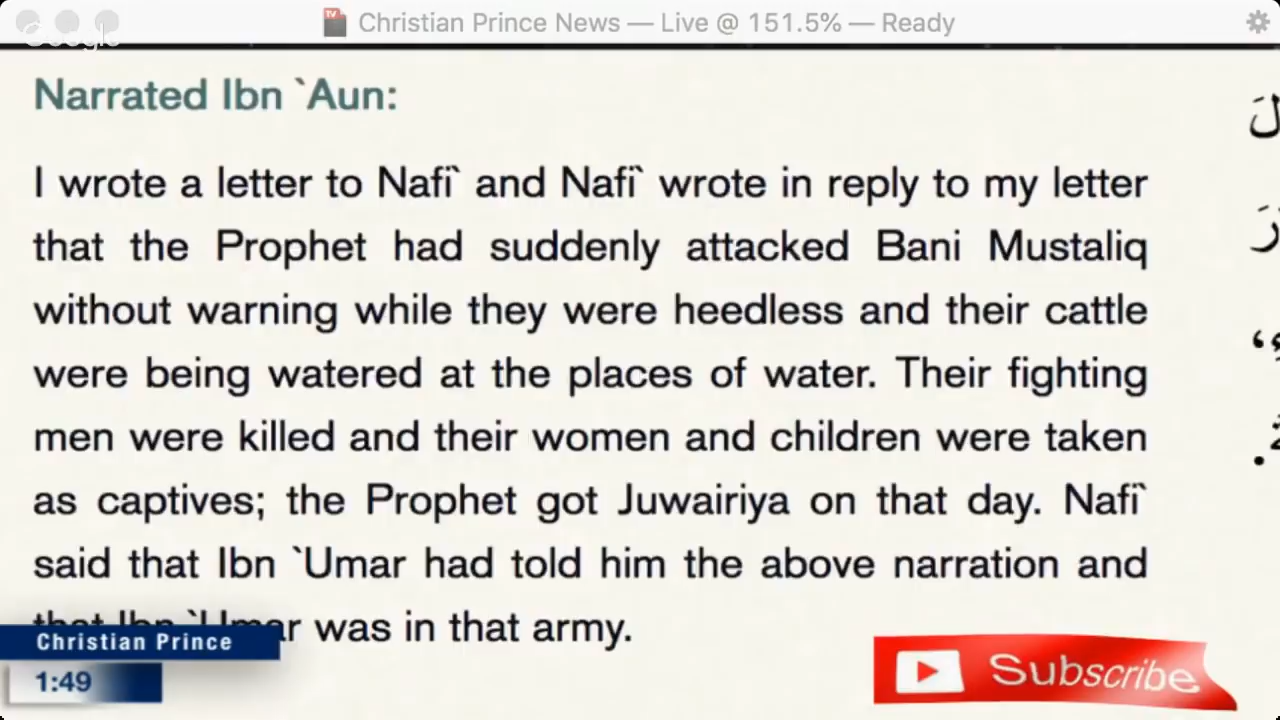 Christian Prince News — Live @ 151.5% — Ready
Google
Narrated Ibn `Aun:
I wrote a letter to Nafi` and Nafi` wrote in reply to my letter
that the Prophet had suddenly attacked Bani Mustaliq
without warning while they were heedless and their cattle
were being watered at the places of water. Their fighting
men were killed and their women and children were taken
as captives; the Prophet got Juwairiya on that day. Nafi`
said that Ibn `Umar had told him the above narration and
that Ibn `Umar was in that army.
Christian Prince
1:49
Subscribe